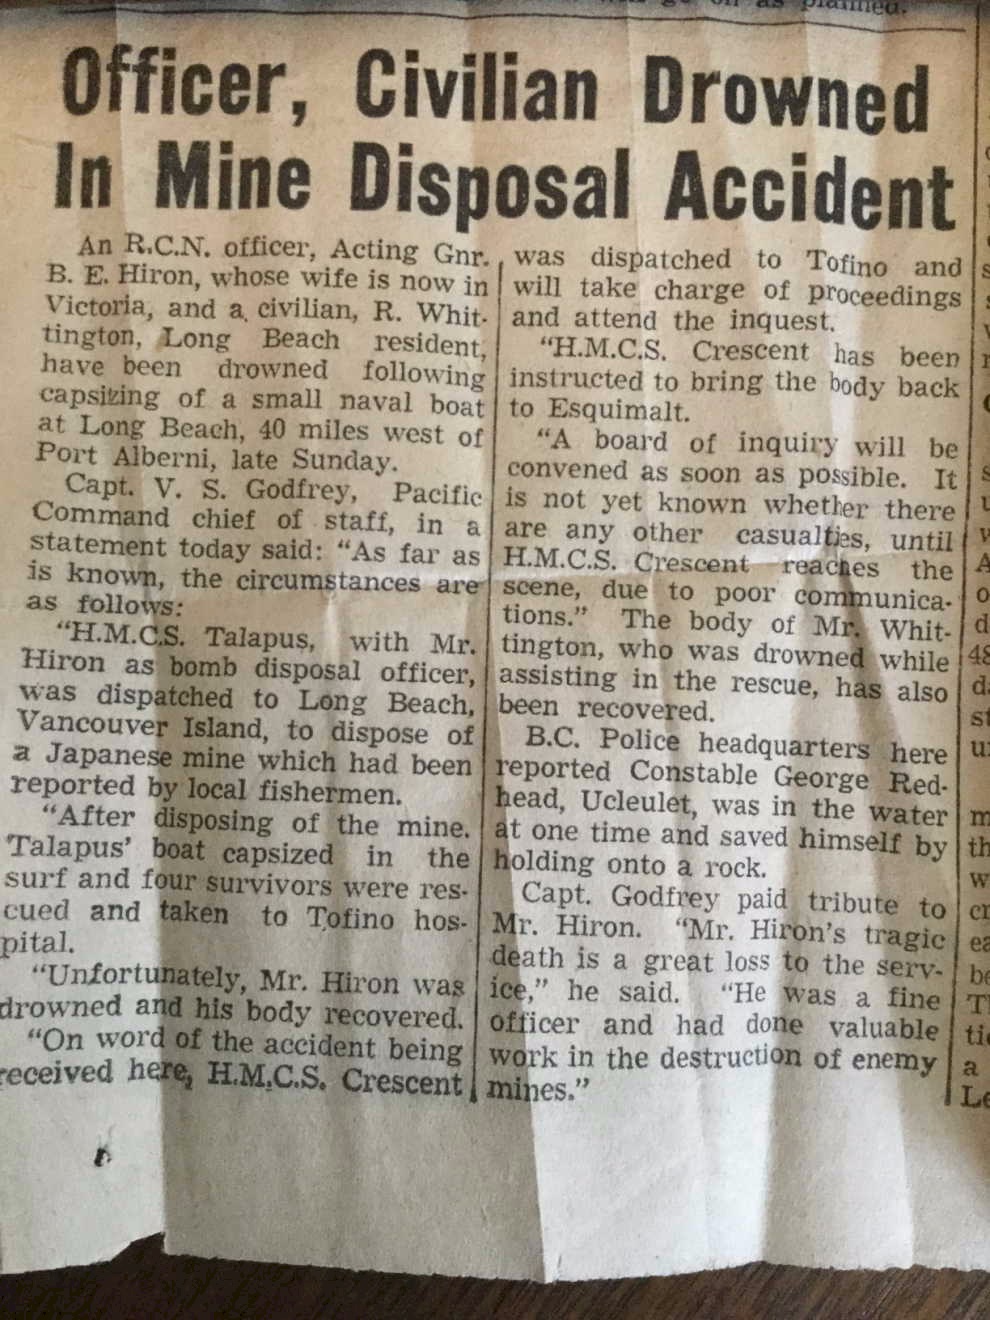 planned.
Officer, Civilian Drowned
In Mine Disposal Accident
An R.C.N. officer, Acting Gnr.
B. E. Hiron, whose wife is now in
Victoria, and a civilian, R. Whit-
tington, Long Beach resident,
have been drowned following
capsizing of a small naval boat
at Long Beach, 40 miles west of
Port Alberni, late Sunday.
Capt. V. S. Godfrey, Pacific
Command chief of staff, in a
statement today said: “As far as
is known, the circumstances are
as follows:
“H.M.C.S. Talapus, with Mr.
Hiron as bomb disposal officer,
was dispatched to Long Beach,
Vancouver Island, to dispose of
a Japanese mine which had been
reported by local fishermen.
“After disposing of the mine.
Talapus’ boat capsized in the
surf and four survivors were res-
cued and taken to Tofino hos-
pital.
“Unfortunately, Mr. Hiron was
drowned and his body recovered.
“On word of the accident being
received here, H.M.C.S. Crescent
was dispatched to Tofino and
will take charge of proceedings
and attend the inquest.
“H.M.C.S. Crescent has been
instructed to bring the body back
to Esquimalt.
“A board of inquiry will be
convened as soon as possible. It
is not yet known whether there
are any other casualties, until
H.M.C.S. Crescent reaches the
scene, due to poor communica-
tions.” The body of Mr. Whit-
tington, who was drowned while
assisting in the rescue, has also
been recovered.
B.C. Police headquarters here
reported Constable George Red-
head, Ucleulet, was in the water
at one time and saved himself by
holding onto a rock.
Capt. Godfrey paid tribute to
Mr. Hiron. “Mr. Hiron’s tragic
death is a great loss to the serv-
ice,” he said. “He was a fine
officer and had done valuable
work in the destruction of enemy
mines.”